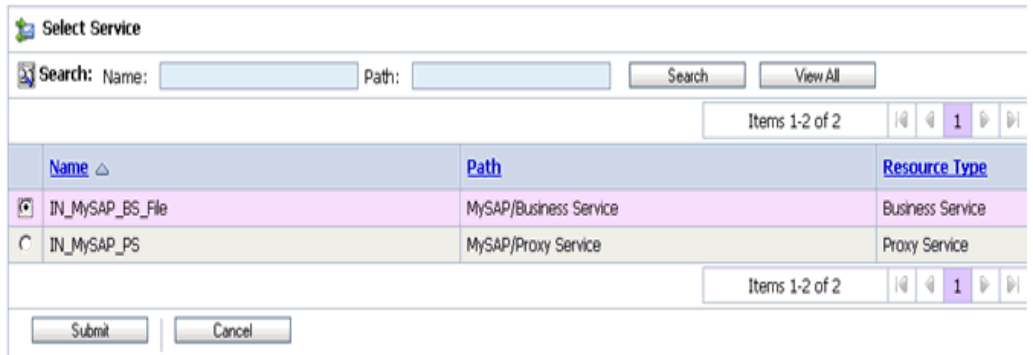 Select Service
Search: Name: Path: Search View All
Items 1-2 of 2 1
Name Path Resource Type
IN_MySAP_BS_File MySAP/Business Service Business Service
IN_MySAP_PS MySAP/Proxy Service Proxy Service
Items 1-2 of 2 1
Submit Cancel